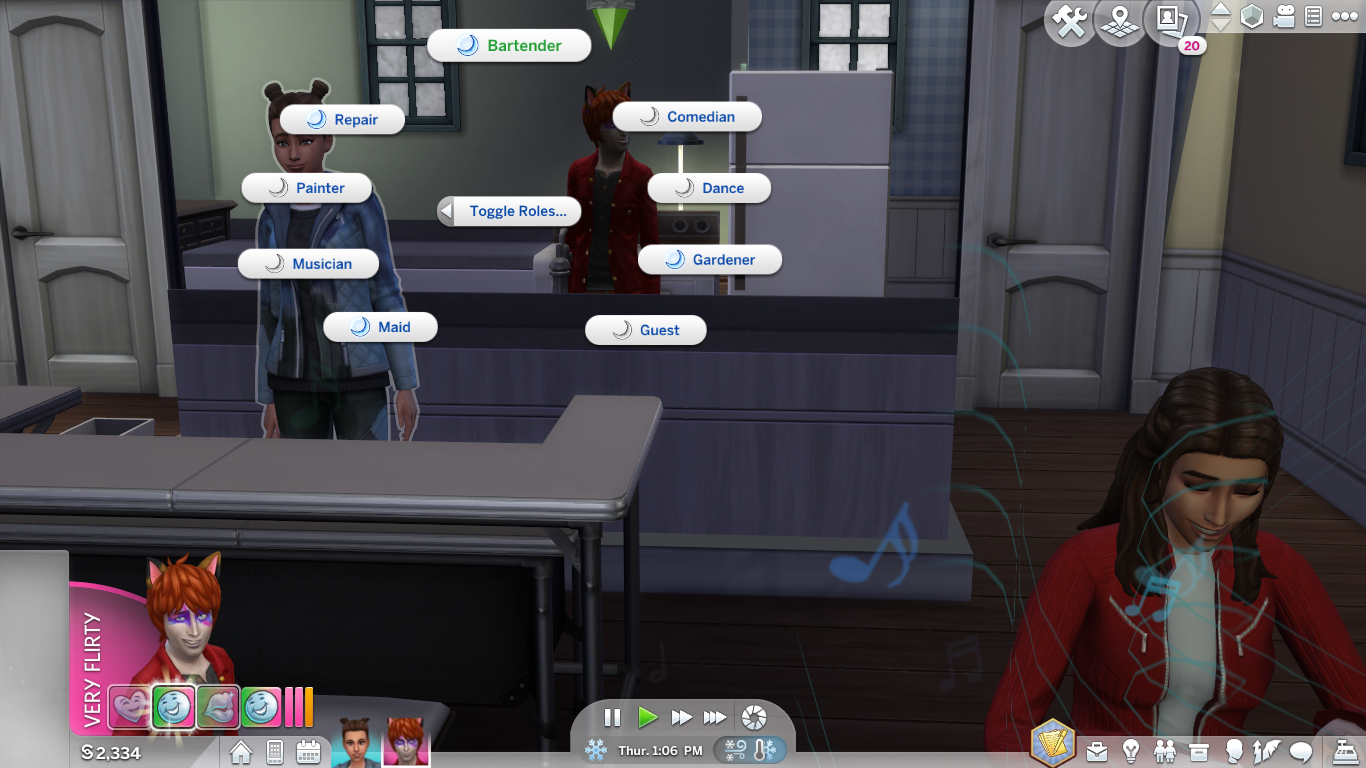 20
Bartender
Repair
Comedian
Painter
Dance
Toggle Roles...
Musician
Gardener
Maid
Guest
VERY FLIRTY
§2,334
Thur. 1:06 PM